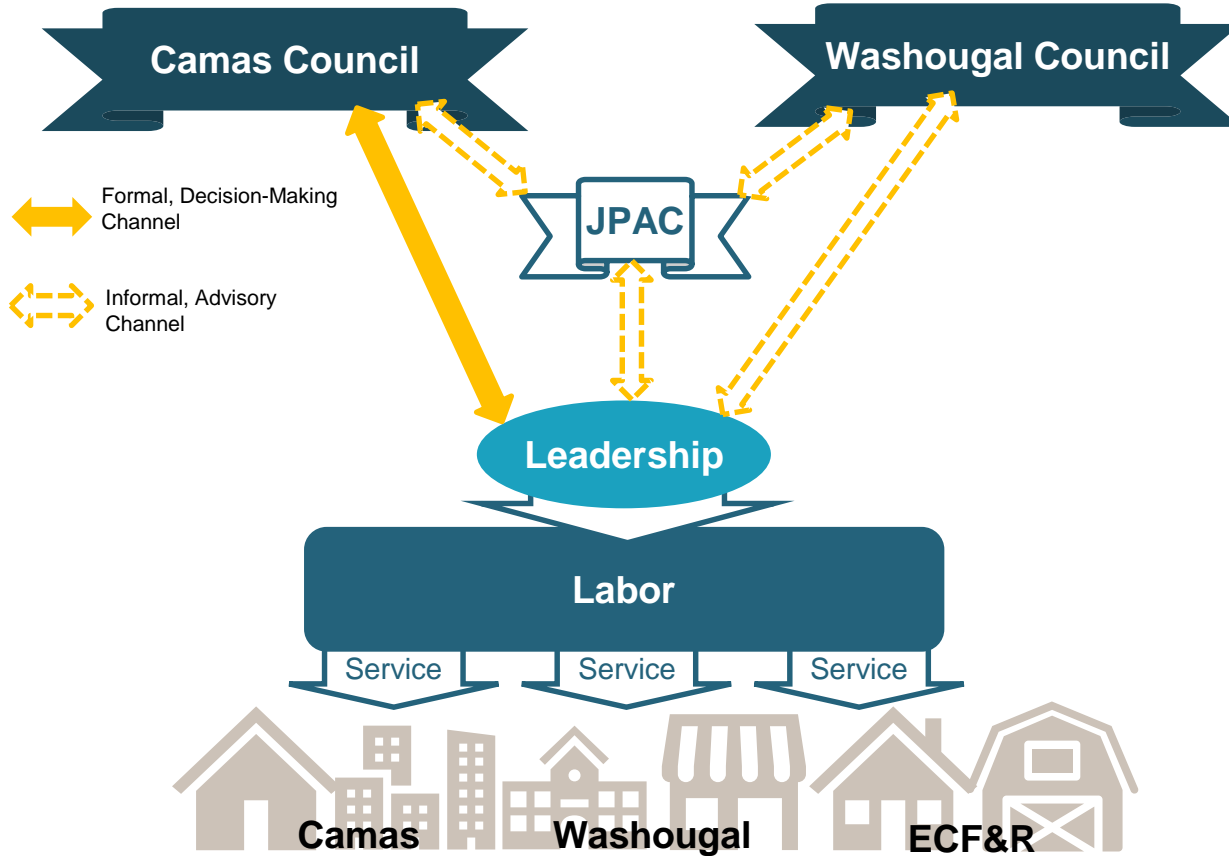 Camas Council
Washougal Council
Formal, Decision-Making
Channel
JPAC
Informal, Advisory
Channel
Leadership
Labor
Service
Service
Service
Camas
Washougal
ECF&R